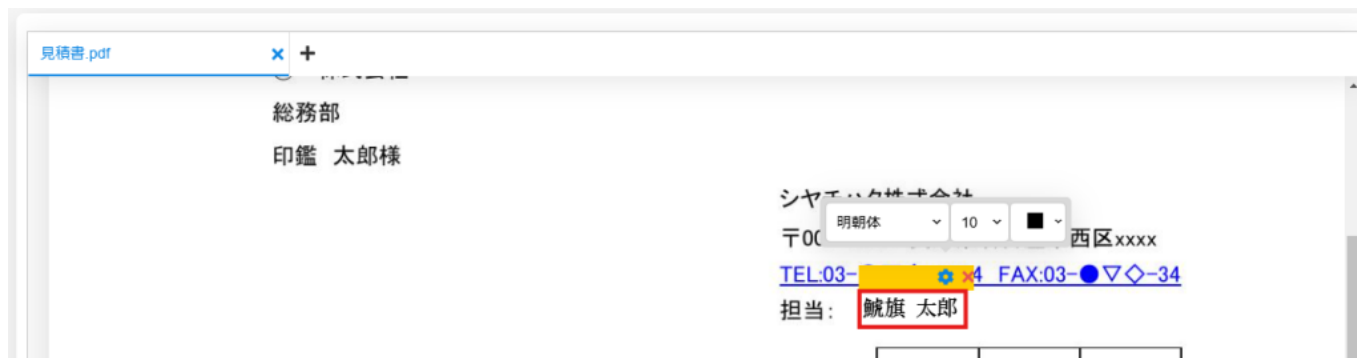 見積書.pdf
総務部
印鑑 太郎様
明朝体 10
西区xxxx
TEL:03- 4 FAX:03-●▽◇-34
担当: 鯱旗 太郎